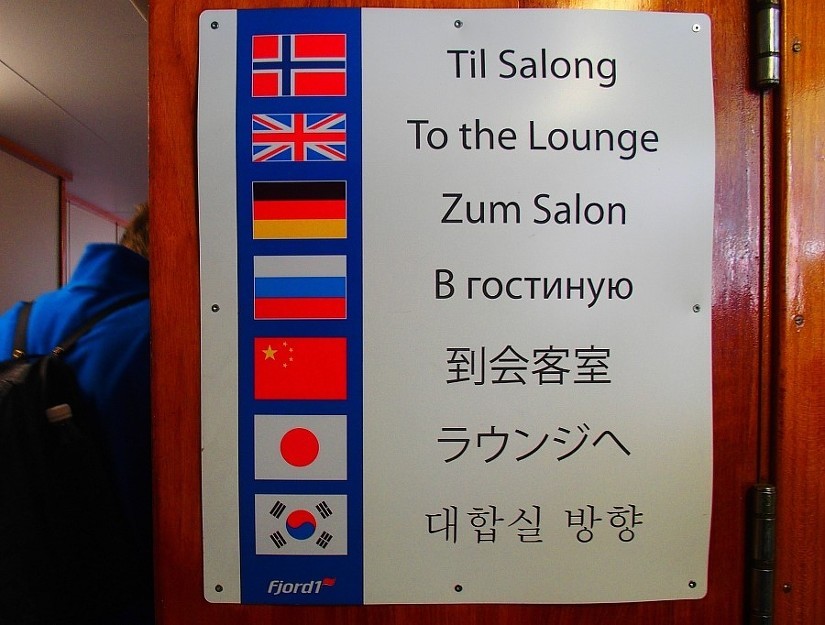 Til Salong
To the Lounge
Zum Salon
В гостиную
到会客室
ラウンジへ
대합실 방향
Fjord1